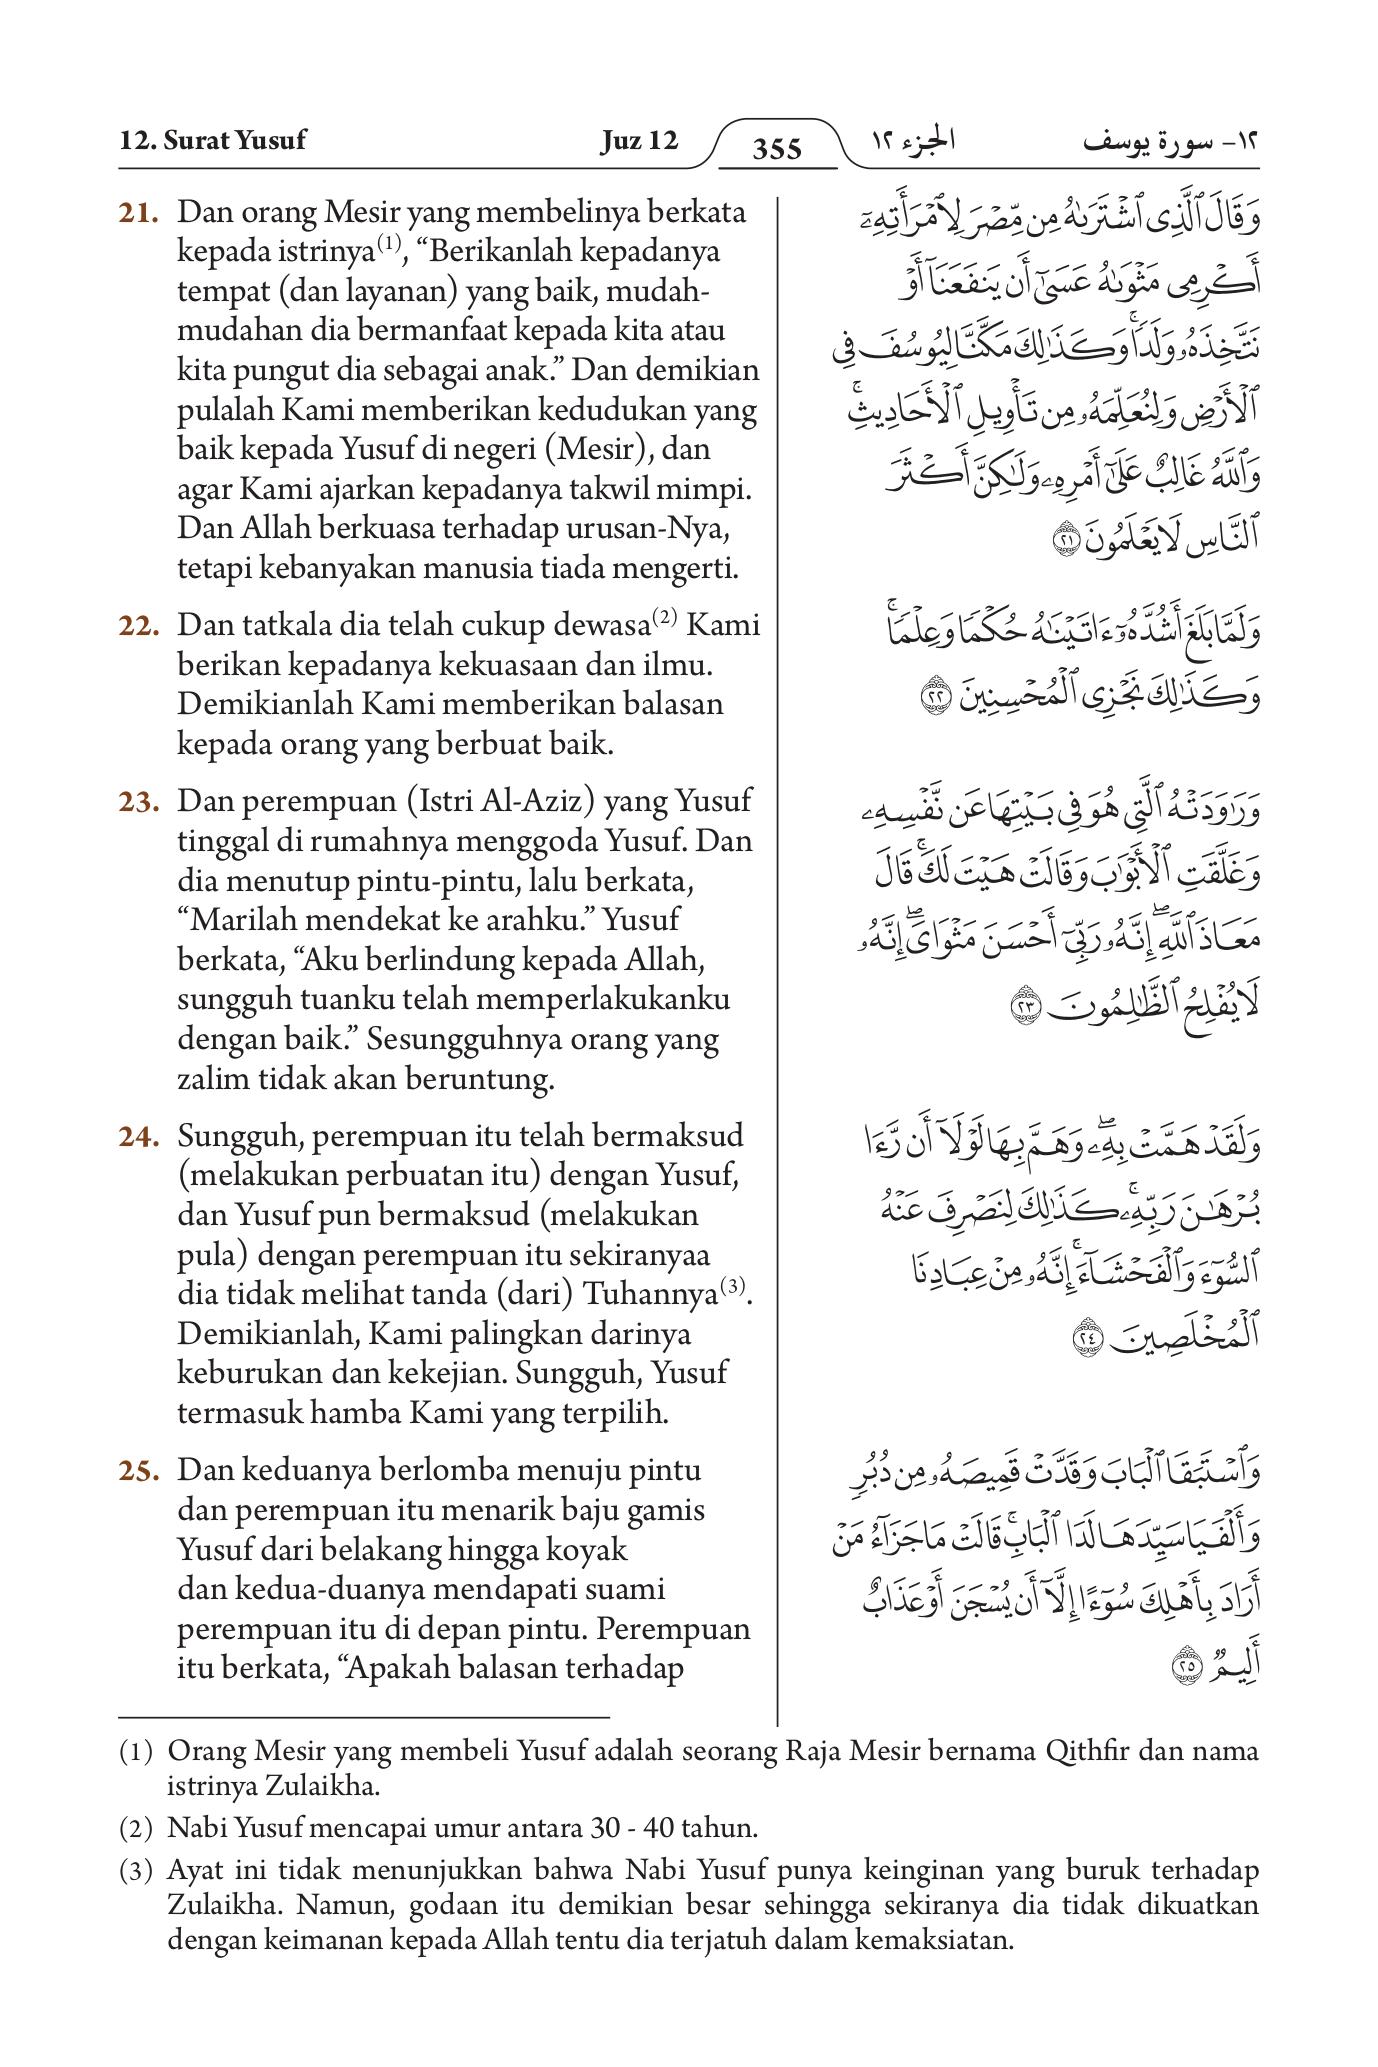 12. Surat Yusuf
Juz 12
355
الجزء ١٢
١٢- سورة يوسف
21. Dan orang Mesir yang membelinya berkata
kepada istrinya(1), “Berikanlah kepadanya
tempat (dan layanan) yang baik, mudah-
mudahan dia bermanfaat kepada kita atau
kita pungut dia sebagai anak.” Dan demikian
pulalah Kami memberikan kedudukan yang
baik kepada Yusuf di negeri (Mesir), dan
agar Kami ajarkan kepadanya takwil mimpi.
Dan Allah berkuasa terhadap urusan-Nya,
tetapi kebanyakan manusia tiada mengerti.
22. Dan tatkala dia telah cukup dewasa(2) Kami
berikan kepadanya kekuasaan dan ilmu.
Demikianlah Kami memberikan balasan
kepada orang yang berbuat baik.
23. Dan perempuan (Istri Al-Aziz) yang Yusuf
tinggal di rumahnya menggoda Yusuf. Dan
dia menutup pintu-pintu, lalu berkata,
“Marilah mendekat ke arahku.” Yusuf
berkata, “Aku berlindung kepada Allah,
sungguh tuanku telah memperlakukanku
dengan baik.” Sesungguhnya orang yang
zalim tidak akan beruntung.
24. Sungguh, perempuan itu telah bermaksud
(melakukan perbuatan itu) dengan Yusuf,
dan Yusuf pun bermaksud (melakukan
pula) dengan perempuan itu sekiranyaa
dia tidak melihat tanda (dari) Tuhannya(3).
Demikianlah, Kami palingkan darinya
keburukan dan kekejian. Sungguh, Yusuf
termasuk hamba Kami yang terpilih.
25. Dan keduanya berlomba menuju pintu
dan perempuan itu menarik baju gamis
Yusuf dari belakang hingga koyak
dan kedua-duanya mendapati suami
perempuan itu di depan pintu. Perempuan
itu berkata, “Apakah balasan terhadap
وَقَالَ ٱلَّذِى ٱشْتَرَىٰهُ مِن مِّصْرَ لِٱمْرَأَتِهِۦٓ
أَكْرِمِى مَثْوَىٰهُ عَسَىٰٓ أَن يَنفَعَنَآ أَوْ
نَتَّخِذَهُۥ وَلَدًا ۚ وَكَذَٰلِكَ مَكَّنَّا لِيُوسُفَ فِى
ٱلْأَرْضِ وَلِنُعَلِّمَهُۥ مِن تَأْوِيلِ ٱلْأَحَادِيثِ ۚ
وَٱللَّهُ غَالِبٌ عَلَىٰٓ أَمْرِهِۦ وَلَٰكِنَّ أَكْثَرَ
ٱلنَّاسِ لَا يَعْلَمُونَ ٢١
وَلَمَّا بَلَغَ أَشُدَّهُۥٓ ءَاتَيْنَٰهُ حُكْمًا وَعِلْمًا ۚ
وَكَذَٰلِكَ نَجْزِى ٱلْمُحْسِنِينَ ٢٢
وَرَٰوَدَتْهُ ٱلَّتِى هُوَ فِى بَيْتِهَا عَن نَّفْسِهِۦ
وَغَلَّقَتِ ٱلْأَبْوَٰبَ وَقَالَتْ هَيْتَ لَكَ ۚ قَالَ
مَعَاذَ ٱللَّهِ ۖ إِنَّهُۥ رَبِّىٓ أَحْسَنَ مَثْوَاىَ ۖ إِنَّهُۥ
لَا يُفْلِحُ ٱلظَّٰلِمُونَ ٢٣
وَلَقَدْ هَمَّتْ بِهِۦ ۖ وَهَمَّ بِهَا لَوْلَآ أَن رَّءَا
بُرْهَٰنَ رَبِّهِۦ ۚ كَذَٰلِكَ لِنَصْرِفَ عَنْهُ
ٱلسُّوٓءَ وَٱلْفَحْشَآءَ ۚ إِنَّهُۥ مِنْ عِبَادِنَا
ٱلْمُخْلَصِينَ ٢٤
وَٱسْتَبَقَا ٱلْبَابَ وَقَدَّتْ قَمِيصَهُۥ مِن دُبُرٍ
وَأَلْفَيَا سَيِّدَهَا لَدَا ٱلْبَابِ ۚ قَالَتْ مَا جَزَآءُ مَنْ
أَرَادَ بِأَهْلِكَ سُوٓءًا إِلَّآ أَن يُسْجَنَ أَوْ عَذَابٌ
أَلِيمٌ ٢٥
(1) Orang Mesir yang membeli Yusuf adalah seorang Raja Mesir bernama Qithfir dan nama
istrinya Zulaikha.
(2) Nabi Yusuf mencapai umur antara 30 - 40 tahun.
(3) Ayat ini tidak menunjukkan bahwa Nabi Yusuf punya keinginan yang buruk terhadap
Zulaikha. Namun, godaan itu demikian besar sehingga sekiranya dia tidak dikuatkan
dengan keimanan kepada Allah tentu dia terjatuh dalam kemaksiatan.